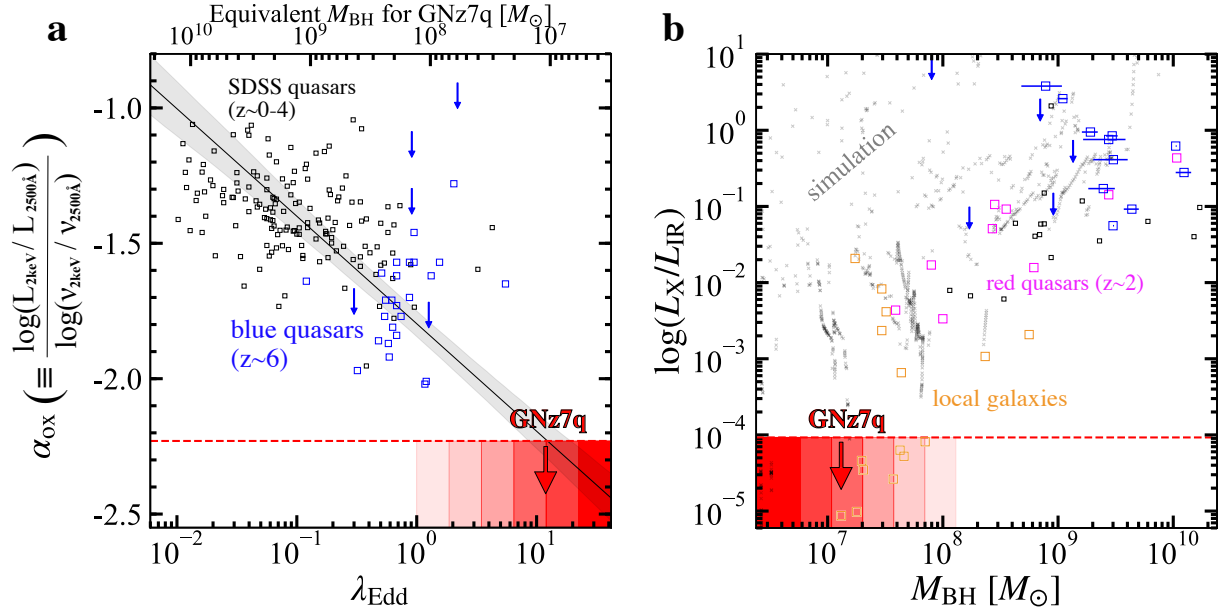 a
Equivalent M_BH for GNz7q [M_⊙]
10^10
10^9
10^8
10^7
SDSS quasars
(z~0-4)
blue quasars
(z~6)
GNz7q
-1.0
-1.5
-2.0
-2.5
α_OX ( ≡ log(L_2keV / L_2500Å) / log(ν_2keV / ν_2500Å) )
10^−2
10^−1
10^0
10^1
λ_Edd
b
simulation
red quasars (z~2)
local galaxies
GNz7q
10^1
10^0
10^−1
10^−2
10^−3
10^−4
10^−5
log(L_X/L_IR)
10^7
10^8
10^9
10^10
M_BH [M_⊙]